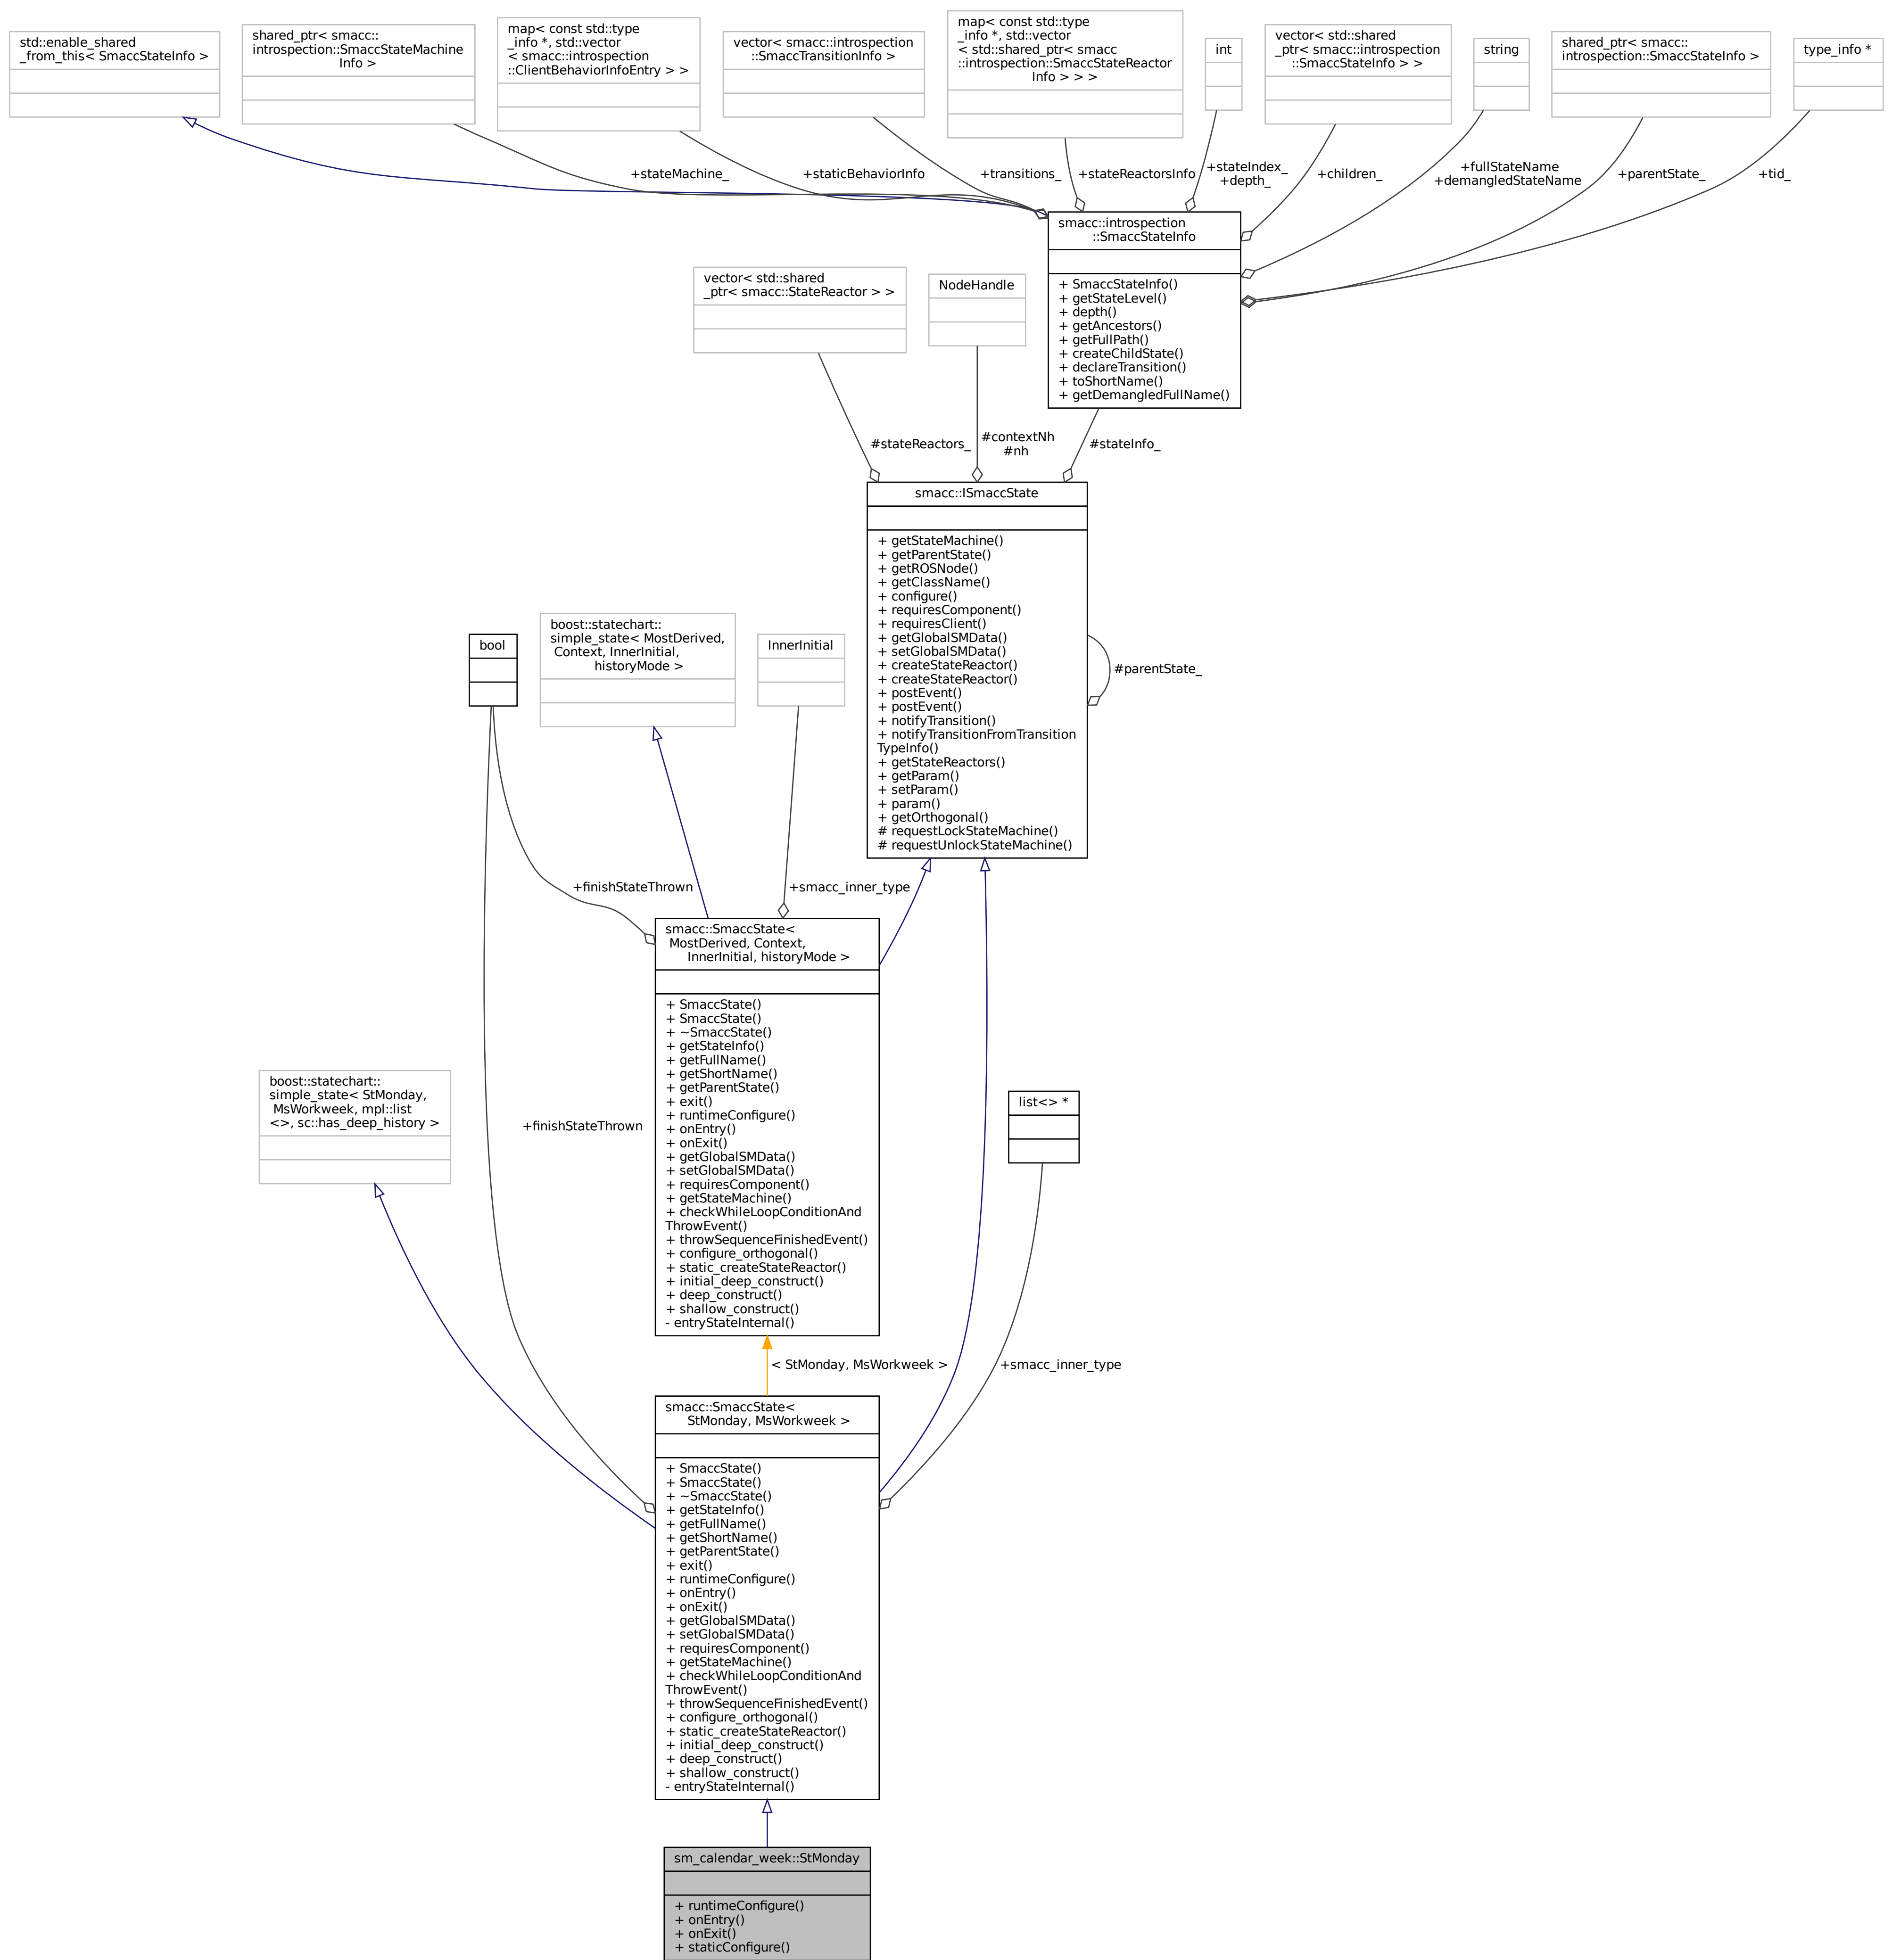 std::enable_shared
_from_this< SmaccStateInfo >
shared_ptr< smacc::
introspection::SmaccStateMachine
Info >
map< const std::type
_info *, std::vector
< smacc::introspection
::ClientBehaviorInfoEntry > >
vector< smacc::introspection
::SmaccTransitionInfo >
map< const std::type
_info *, std::vector
< std::shared_ptr< smacc
::introspection::SmaccStateReactor
Info > > >
int
vector< std::shared
_ptr< smacc::introspection
::SmaccStateInfo > >
string
shared_ptr< smacc::
introspection::SmaccStateInfo >
type_info *
+stateMachine_
+staticBehaviorInfo
+transitions_
+stateReactorsInfo
+stateIndex_
+depth_
+children_
+fullStateName
+demangledStateName
+parentState_
+tid_
smacc::introspection
::SmaccStateInfo
+ SmaccStateInfo()
+ getStateLevel()
+ depth()
+ getAncestors()
+ getFullPath()
+ createChildState()
+ declareTransition()
+ toShortName()
+ getDemangledFullName()
vector< std::shared
_ptr< smacc::StateReactor > >
NodeHandle
#stateReactors_
#contextNh
#nh
#stateInfo_
smacc::ISmaccState
+ getStateMachine()
+ getParentState()
+ getROSNode()
+ getClassName()
+ configure()
+ requiresComponent()
+ requiresClient()
+ getGlobalSMData()
+ setGlobalSMData()
+ createStateReactor()
+ createStateReactor()
+ postEvent()
+ postEvent()
+ notifyTransition()
+ notifyTransitionFromTransition
TypeInfo()
+ getStateReactors()
+ getParam()
+ setParam()
+ param()
+ getOrthogonal()
# requestLockStateMachine()
# requestUnlockStateMachine()
#parentState_
bool
boost::statechart::
simple_state< MostDerived,
Context, InnerInitial,
historyMode >
InnerInitial
+finishStateThrown
+smacc_inner_type
smacc::SmaccState<
MostDerived, Context,
InnerInitial, historyMode >
+ SmaccState()
+ SmaccState()
+ ~SmaccState()
+ getStateInfo()
+ getFullName()
+ getShortName()
+ getParentState()
+ exit()
+ runtimeConfigure()
+ onEntry()
+ onExit()
+ getGlobalSMData()
+ setGlobalSMData()
+ requiresComponent()
+ getStateMachine()
+ checkWhileLoopConditionAnd
ThrowEvent()
+ throwSequenceFinishedEvent()
+ configure_orthogonal()
+ static_createStateReactor()
+ initial_deep_construct()
+ deep_construct()
+ shallow_construct()
- entryStateInternal()
boost::statechart::
simple_state< StMonday,
MsWorkweek, mpl::list
<>, sc::has_deep_history >
+finishStateThrown
list<> *
< StMonday, MsWorkweek >
+smacc_inner_type
smacc::SmaccState<
StMonday, MsWorkweek >
+ SmaccState()
+ SmaccState()
+ ~SmaccState()
+ getStateInfo()
+ getFullName()
+ getShortName()
+ getParentState()
+ exit()
+ runtimeConfigure()
+ onEntry()
+ onExit()
+ getGlobalSMData()
+ setGlobalSMData()
+ requiresComponent()
+ getStateMachine()
+ checkWhileLoopConditionAnd
ThrowEvent()
+ throwSequenceFinishedEvent()
+ configure_orthogonal()
+ static_createStateReactor()
+ initial_deep_construct()
+ deep_construct()
+ shallow_construct()
- entryStateInternal()
sm_calendar_week::StMonday
+ runtimeConfigure()
+ onEntry()
+ onExit()
+ staticConfigure()